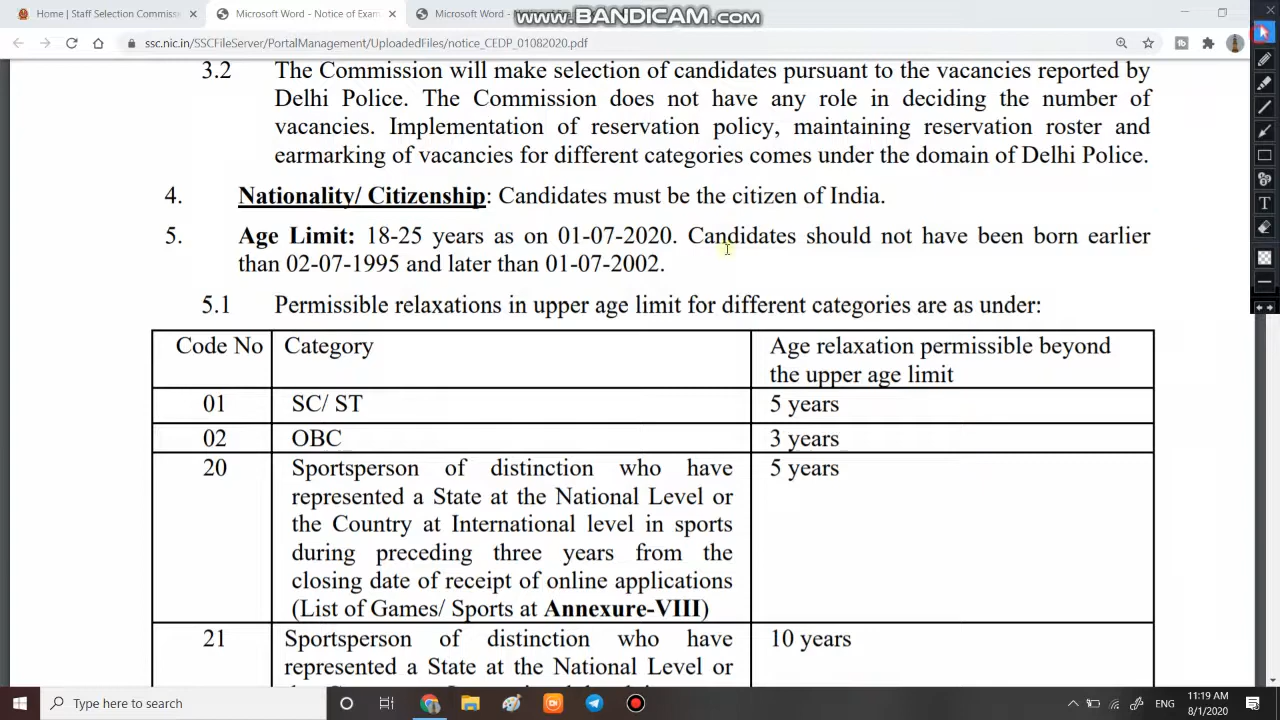 Home | Staff Selection Commissi
Microsoft Word - Notice of Exam
Microsoft Word - Not
www.BANDICAM.com
ssc.nic.in/SSCFileServer/PortalManagement/UploadedFiles/notice_CEDP_01082020.pdf
3.2 The Commission will make selection of candidates pursuant to the vacancies reported by
Delhi Police. The Commission does not have any role in deciding the number of
vacancies. Implementation of reservation policy, maintaining reservation roster and
earmarking of vacancies for different categories comes under the domain of Delhi Police.
4. Nationality/ Citizenship: Candidates must be the citizen of India.
5. Age Limit: 18-25 years as on 01-07-2020. Candidates should not have been born earlier
than 02-07-1995 and later than 01-07-2002.
5.1 Permissible relaxations in upper age limit for different categories are as under:
Code No Category Age relaxation permissible beyond
the upper age limit
01 SC/ ST 5 years
02 OBC 3 years
20 Sportsperson of distinction who have 5 years
represented a State at the National Level or
the Country at International level in sports
during preceding three years from the
closing date of receipt of online applications
(List of Games/ Sports at Annexure-VIII)
21 Sportsperson of distinction who have 10 years
represented a State at the National Level or
Type here to search
ENG
11:19 AM
8/1/2020